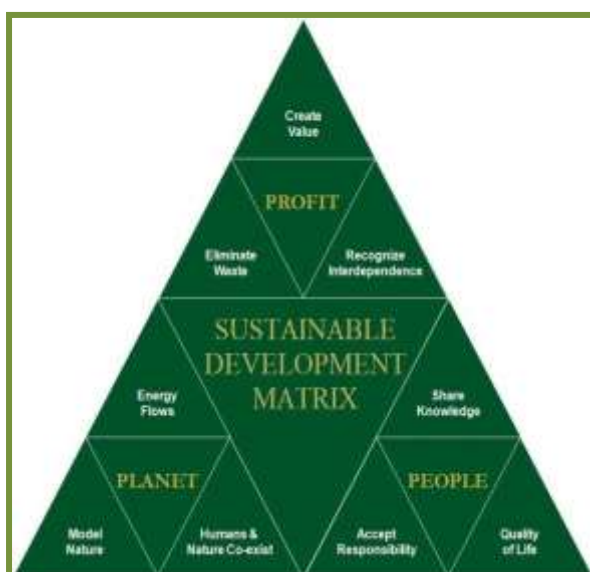 Create
Value
PROFIT
Eliminate
Waste
Recognize
Interdependence
SUSTAINABLE
DEVELOPMENT
MATRIX
Energy
Flows
Share
Knowledge
PLANET
PEOPLE
Model
Nature
Humans &
Nature Co-exist
Accept
Responsibility
Quality
of Life